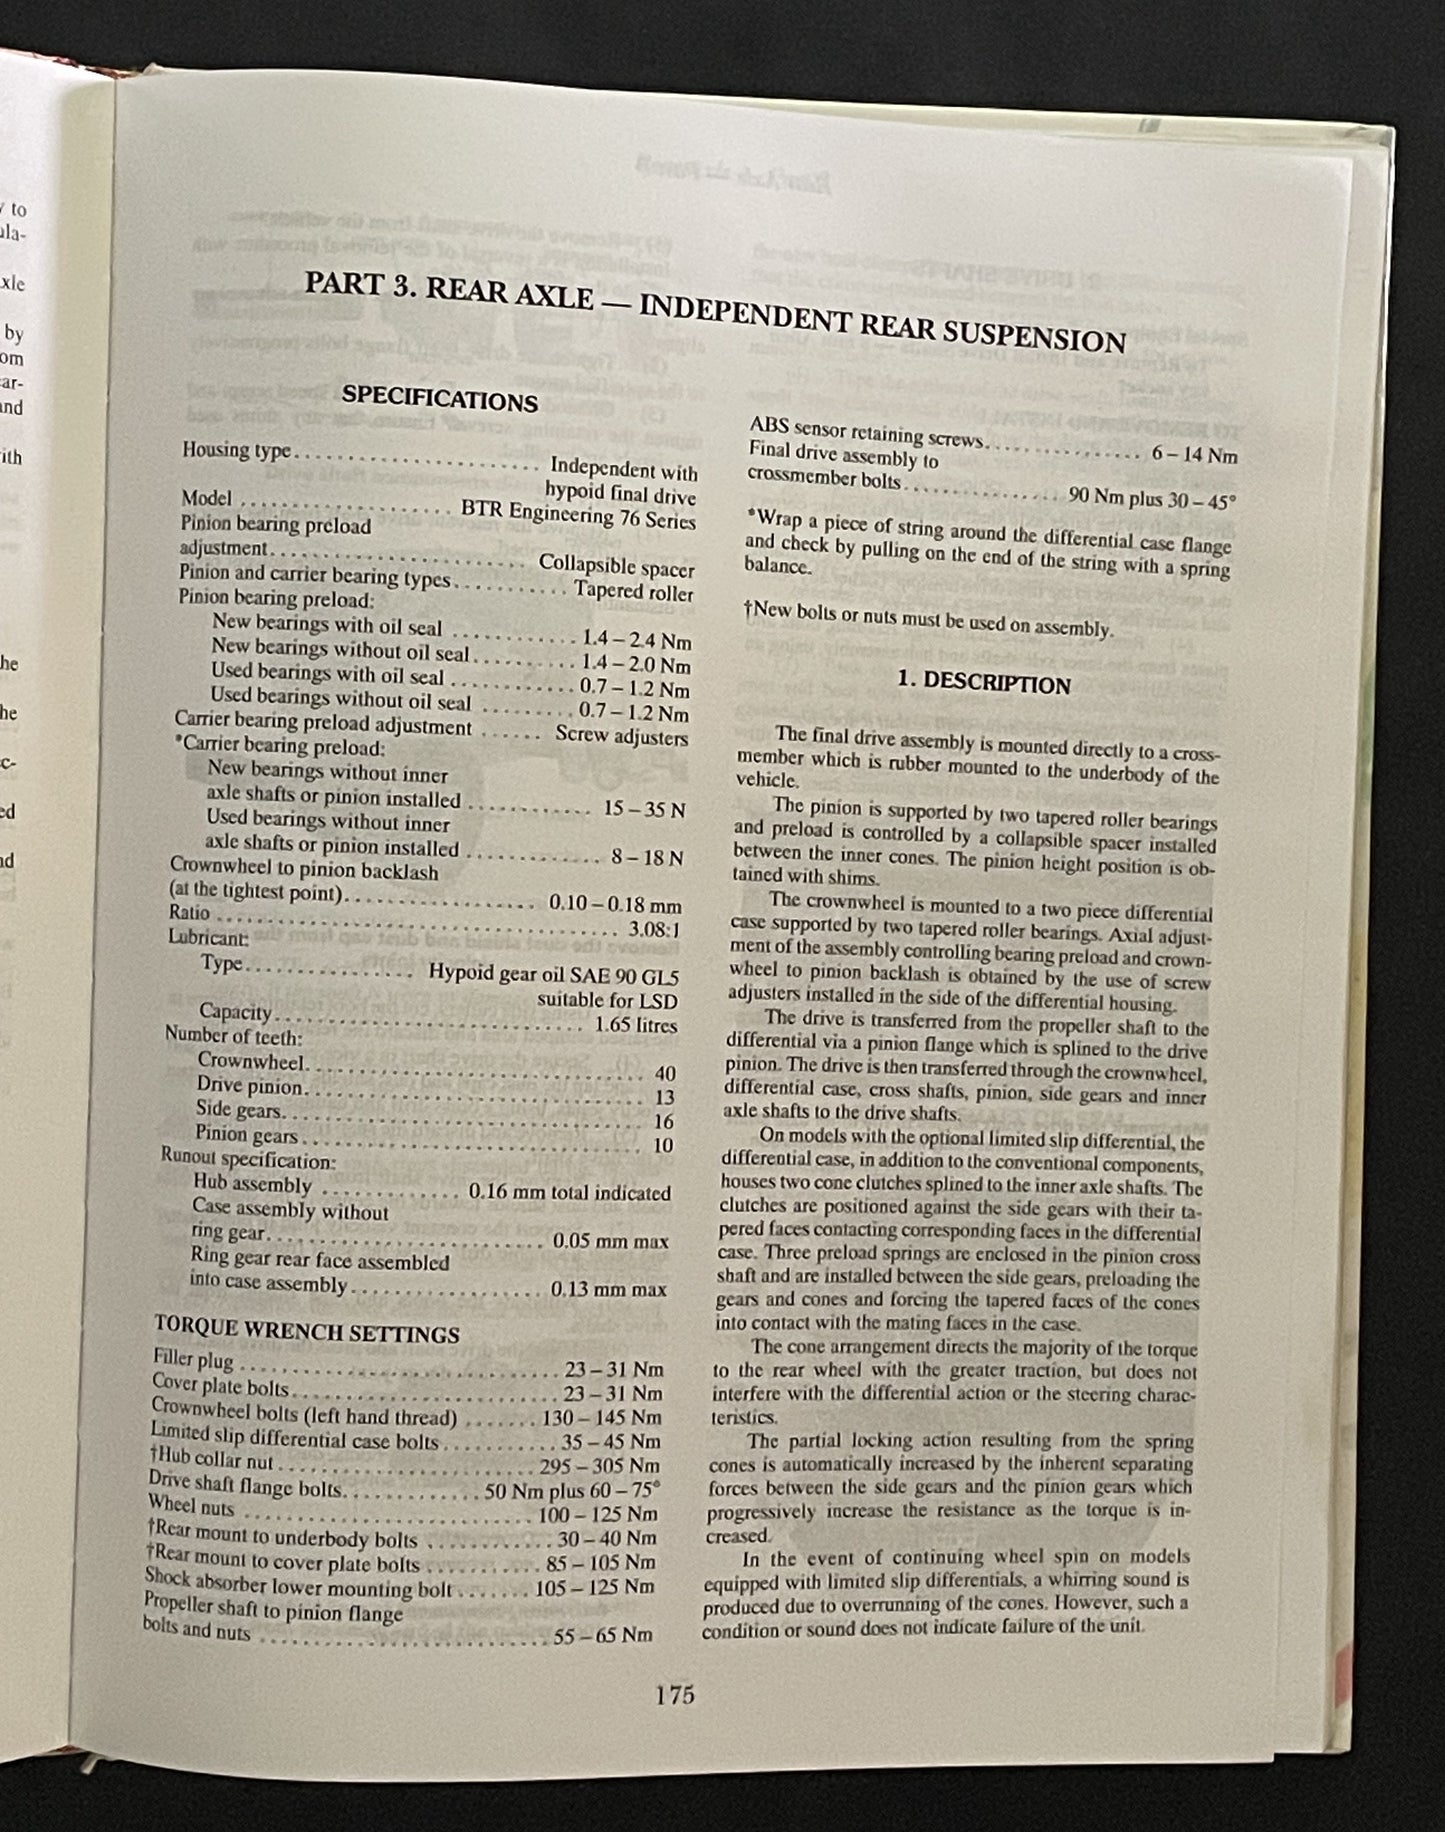 y to
ula-
xle
by
om
ar-
and
ith
he
he
c-
ed
nd
PART 3. REAR AXLE — INDEPENDENT REAR SUSPENSION
SPECIFICATIONS
Housing type........................ Independent with
hypoid final drive
Model .................... BTR Engineering 76 Series
Pinion bearing preload
adjustment........................ Collapsible spacer
Pinion and carrier bearing types........... Tapered roller
Pinion bearing preload:
New bearings with oil seal ............ 1.4 – 2.4 Nm
New bearings without oil seal.......... 1.4 – 2.0 Nm
Used bearings with oil seal ............ 0.7 – 1.2 Nm
Used bearings without oil seal ......... 0.7 – 1.2 Nm
Carrier bearing preload adjustment ...... Screw adjusters
*Carrier bearing preload:
New bearings without inner
axle shafts or pinion installed ............ 15 – 35 N
Used bearings without inner
axle shafts or pinion installed ............. 8 – 18 N
Crownwheel to pinion backlash
(at the tightest point)................... 0.10 – 0.18 mm
Ratio ........................................ 3.08:1
Lubricant:
Type................ Hypoid gear oil SAE 90 GL5
suitable for LSD
Capacity.............................. 1.65 litres
Number of teeth:
Crownwheel.................................. 40
Drive pinion.................................. 13
Side gears.................................... 16
Pinion gears.................................. 10
Runout specification:
Hub assembly ............. 0.16 mm total indicated
Case assembly without
ring gear........................... 0.05 mm max
Ring gear rear face assembled
into case assembly................... 0.13 mm max
TORQUE WRENCH SETTINGS
Filler plug ............................... 23 – 31 Nm
Cover plate bolts.......................... 23 – 31 Nm
Crownwheel bolts (left hand thread) ....... 130 – 145 Nm
Limited slip differential case bolts........... 35 – 45 Nm
†Hub collar nut ......................... 295 – 305 Nm
Drive shaft flange bolts............. 50 Nm plus 60 – 75°
Wheel nuts ............................ 100 – 125 Nm
†Rear mount to underbody bolts ............ 30 – 40 Nm
†Rear mount to cover plate bolts ........... 85 – 105 Nm
Shock absorber lower mounting bolt ....... 105 – 125 Nm
Propeller shaft to pinion flange
bolts and nuts ............................ 55 – 65 Nm
ABS sensor retaining screws................ 6 – 14 Nm
Final drive assembly to
crossmember bolts................ 90 Nm plus 30 – 45°
*Wrap a piece of string around the differential case flange
and check by pulling on the end of the string with a spring
balance.
†New bolts or nuts must be used on assembly.
1. DESCRIPTION
The final drive assembly is mounted directly to a cross-
member which is rubber mounted to the underbody of the
vehicle.
The pinion is supported by two tapered roller bearings
and preload is controlled by a collapsible spacer installed
between the inner cones. The pinion height position is ob-
tained with shims.
The crownwheel is mounted to a two piece differential
case supported by two tapered roller bearings. Axial adjust-
ment of the assembly controlling bearing preload and crown-
wheel to pinion backlash is obtained by the use of screw
adjusters installed in the side of the differential housing.
The drive is transferred from the propeller shaft to the
differential via a pinion flange which is splined to the drive
pinion. The drive is then transferred through the crownwheel,
differential case, cross shafts, pinion, side gears and inner
axle shafts to the drive shafts.
On models with the optional limited slip differential, the
differential case, in addition to the conventional components,
houses two cone clutches splined to the inner axle shafts. The
clutches are positioned against the side gears with their ta-
pered faces contacting corresponding faces in the differential
case. Three preload springs are enclosed in the pinion cross
shaft and are installed between the side gears, preloading the
gears and cones and forcing the tapered faces of the cones
into contact with the mating faces in the case.
The cone arrangement directs the majority of the torque
to the rear wheel with the greater traction, but does not
interfere with the differential action or the steering charac-
teristics.
The partial locking action resulting from the spring
cones is automatically increased by the inherent separating
forces between the side gears and the pinion gears which
progressively increase the resistance as the torque is in-
creased.
In the event of continuing wheel spin on models
equipped with limited slip differentials, a whirring sound is
produced due to overrunning of the cones. However, such a
condition or sound does not indicate failure of the unit.
175